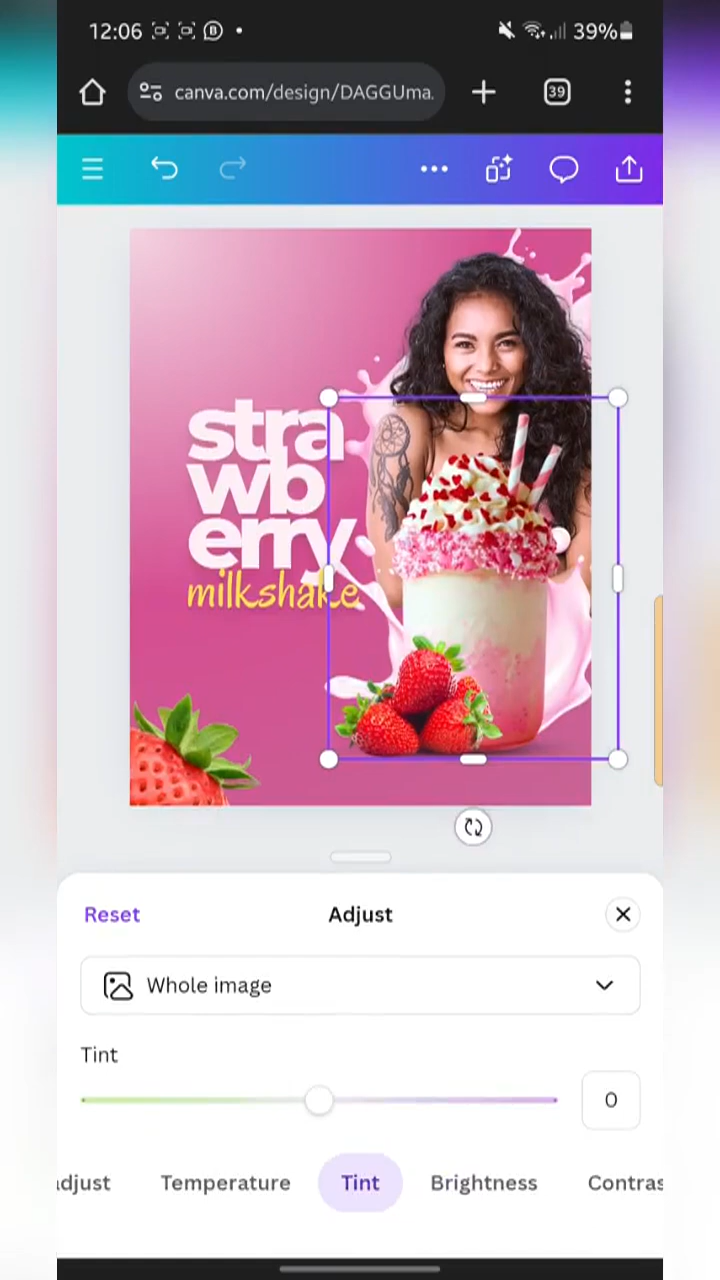 12:06
39%
canva.com/design/DAGGUma.
39
stra
wb
erry
milkshake
Reset
Adjust
Whole image
Tint
0
djust
Temperature
Tint
Brightness
Contras